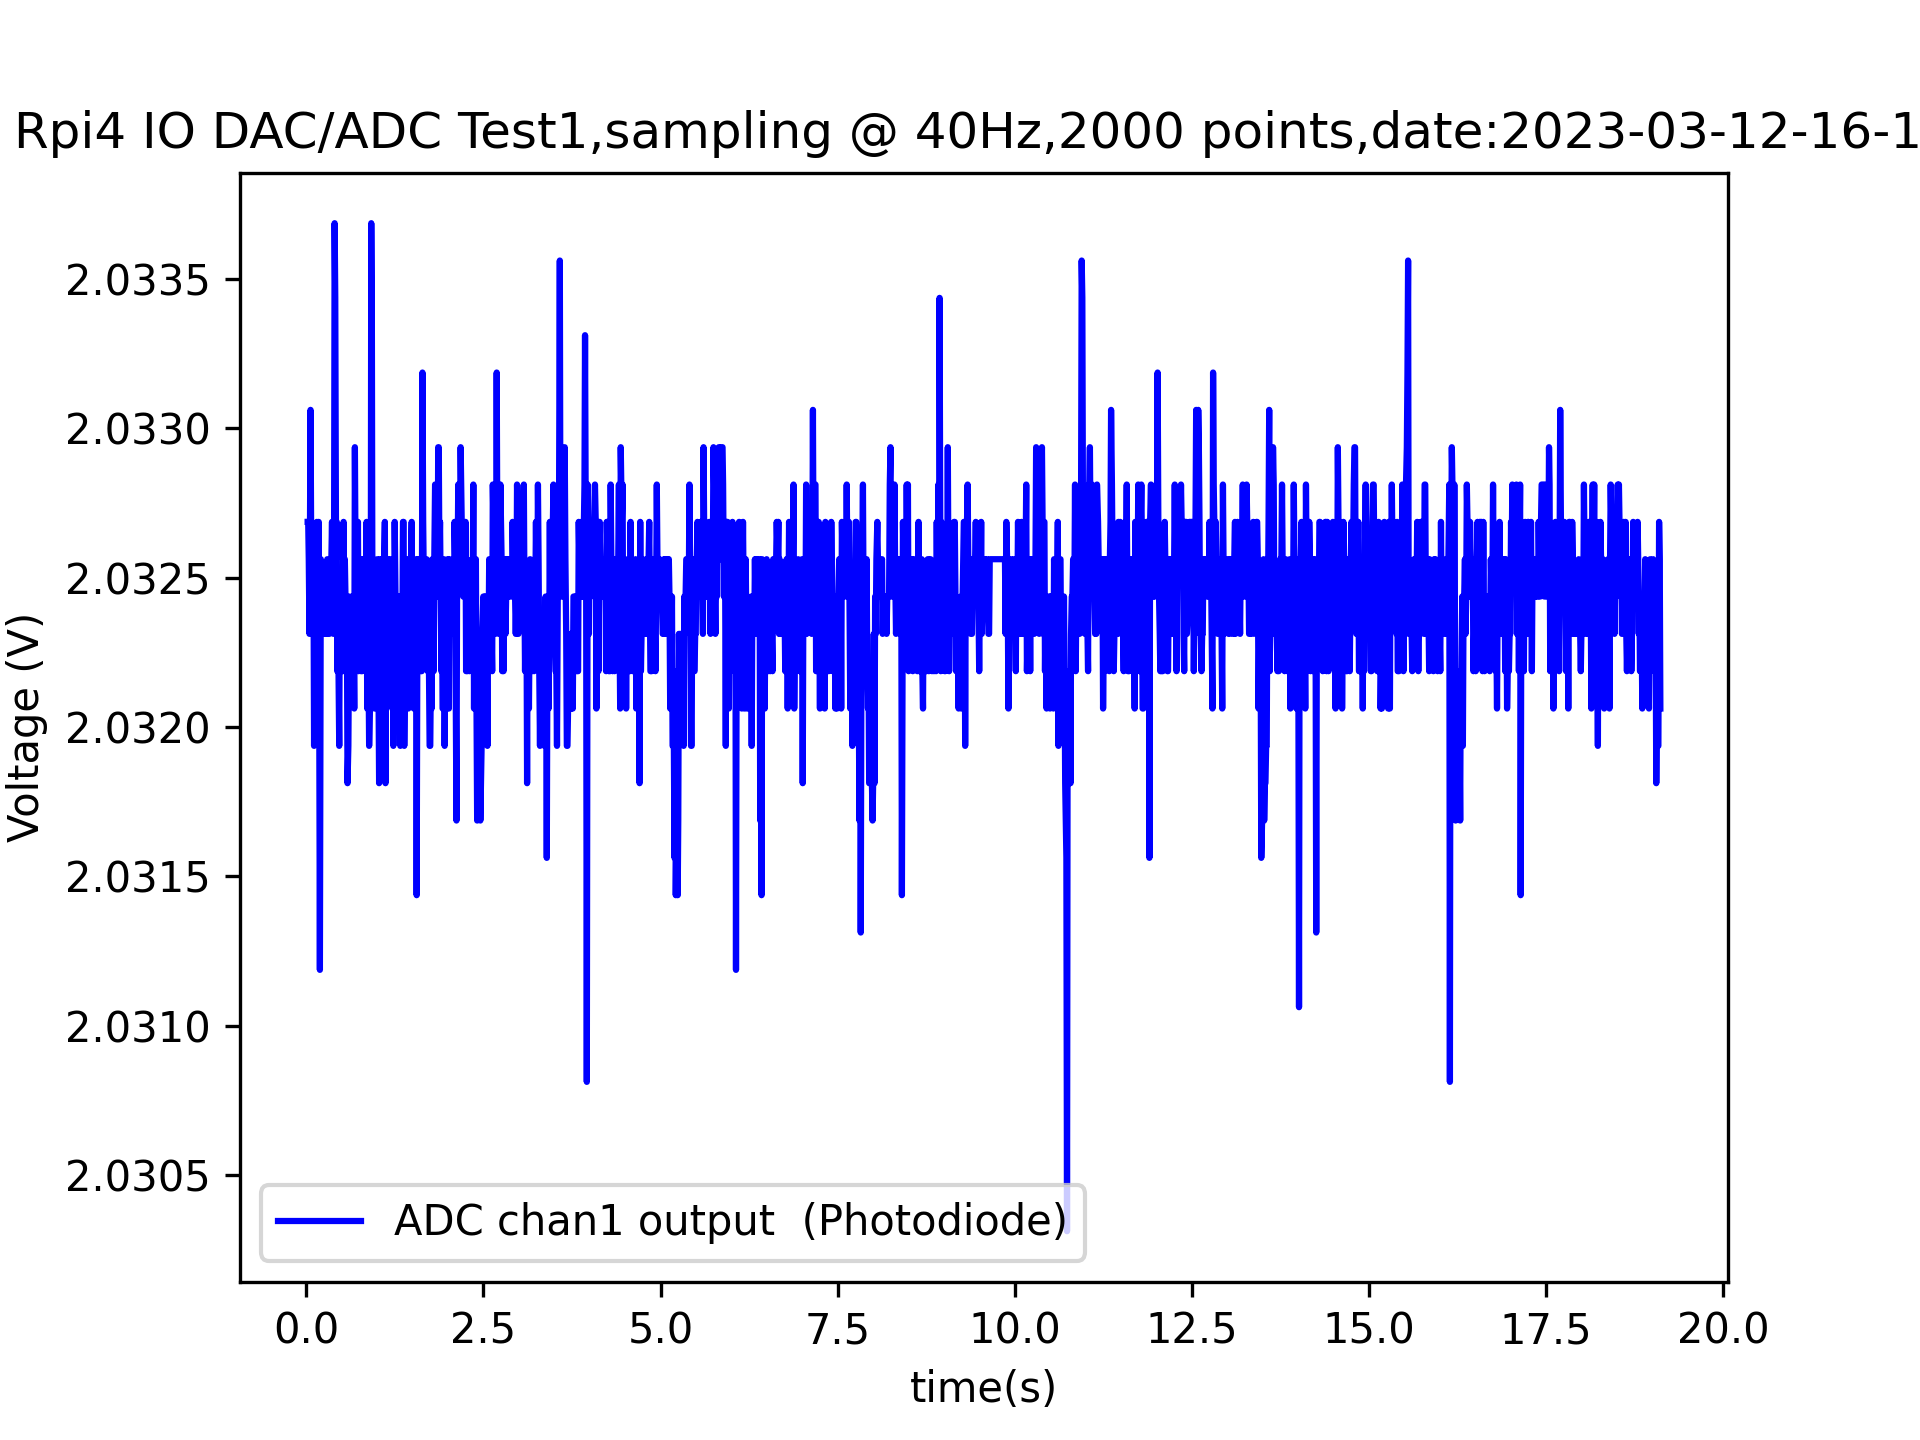 Rpi4 IO DAC/ADC Test1,sampling @ 40Hz,2000 points,date:2023-03-12-16-1
2.0335
2.0330
2.0325
2.0320
2.0315
2.0310
2.0305
Voltage (V)
ADC chan1 output  (Photodiode)
0.0 2.5 5.0 7.5 10.0 12.5 15.0 17.5 20.0
time(s)